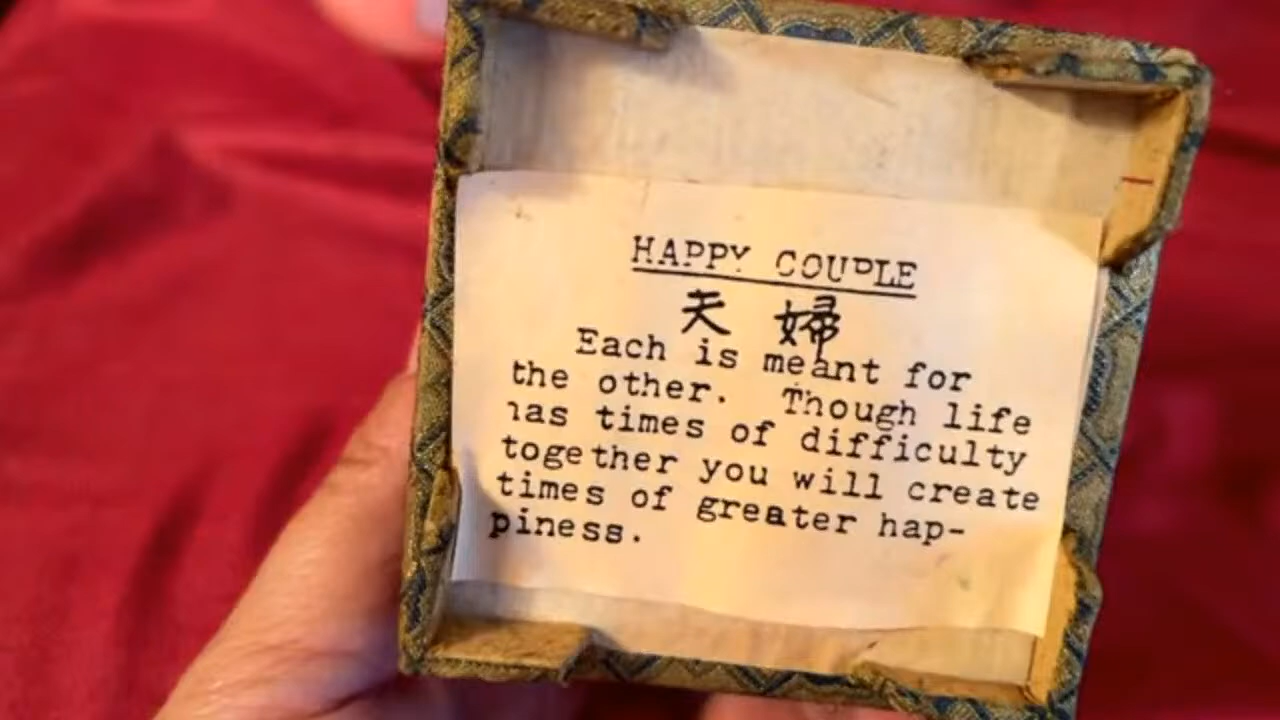 HAPPY COUPLE
夫 婦
Each is meant for
the other. Though life
has times of difficulty
together you will create
times of greater hap-
piness.